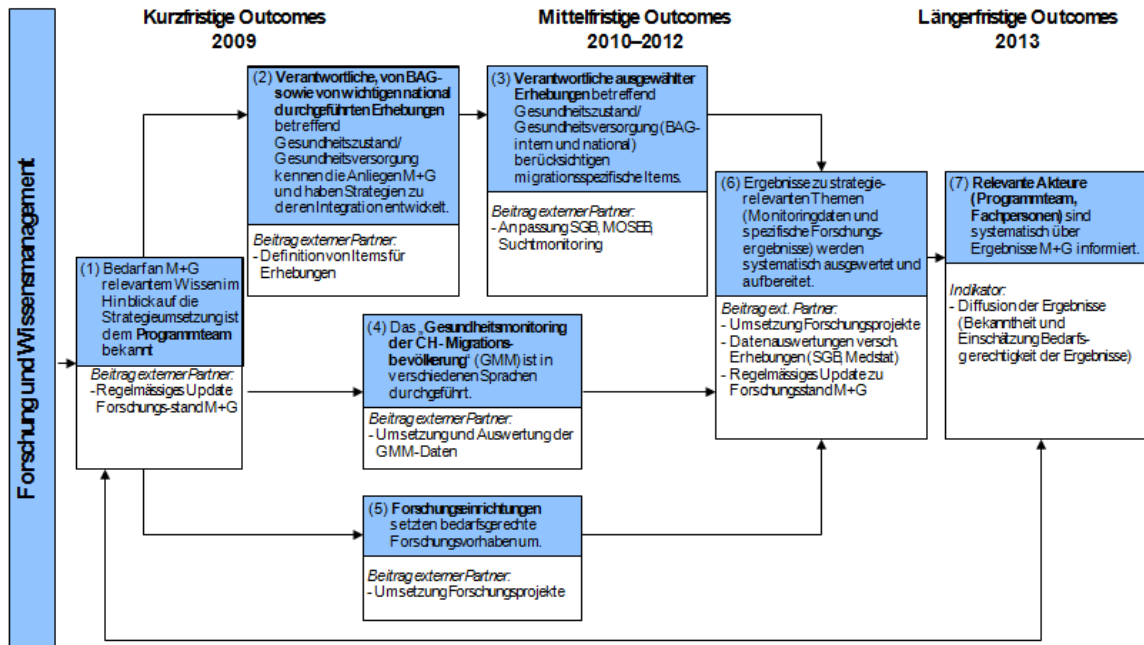 Forschung und Wissensmanagement
Kurzfristige Outcomes
2009
Mittelfristige Outcomes
2010–2012
Längerfristige Outcomes
2013
(1) Bedarf an M+G
relevantem Wissen im
Hinblick auf die
Strategieumsetzung ist
dem Programmteam
bekannt
Beitrag externer Partner:
- Regelmässiges Update
Forschungs-stand M+G
(2) Verantwortliche, von BAG-
sowie von wichtigen national
durchgeführten Erhebungen
betreffend
Gesundheitszustand/
Gesundheitsversorgung
kennen die Anliegen M+G
und haben Strategien zu
deren Integration entwickelt.
Beitrag externer Partner:
- Definition von Items für
Erhebungen
(3) Verantwortliche ausgewählter
Erhebungen betreffend
Gesundheitszustand/
Gesundheitsversorgung (BAG-
intern und national)
berücksichtigen
migrationsspezifische Items.
Beitrag externer Partner:
- Anpassung SGB, MOSEB,
Suchtmonitoring
(4) Das „Gesundheitsmonitoring
der CH- Migrations-
bevölkerung“ (GMM) ist in
verschiedenen Sprachen
durchgeführt.
Beitrag externer Partner:
- Umsetzung und Auswertung der
GMM-Daten
(5) Forschungseinrichtungen
setzten bedarfsgerechte
Forschungsvorhaben um.
Beitrag externer Partner:
- Umsetzung Forschungsprojekte
(6) Ergebnisse zu strategie-
relevanten Themen
(Monitoringdaten und
spezifische Forschungs-
ergebnisse) werden
systematisch ausgewertet und
aufbereitet.
Beitrag ext. Partner:
- Umsetzung Forschungsprojekte
- Datenauswertungen versch.
Erhebungen (SGB, Medstat)
- Regelmässiges Update zu
Forschungsstand M+G
(7) Relevante Akteure
(Programmteam,
Fachpersonen) sind
systematisch über
Ergebnisse M+G informiert.
Indikator:
- Diffusion der Ergebnisse
(Bekanntheit und
Einschätzung Bedarfs-
gerechtigkeit der Ergebnisse)